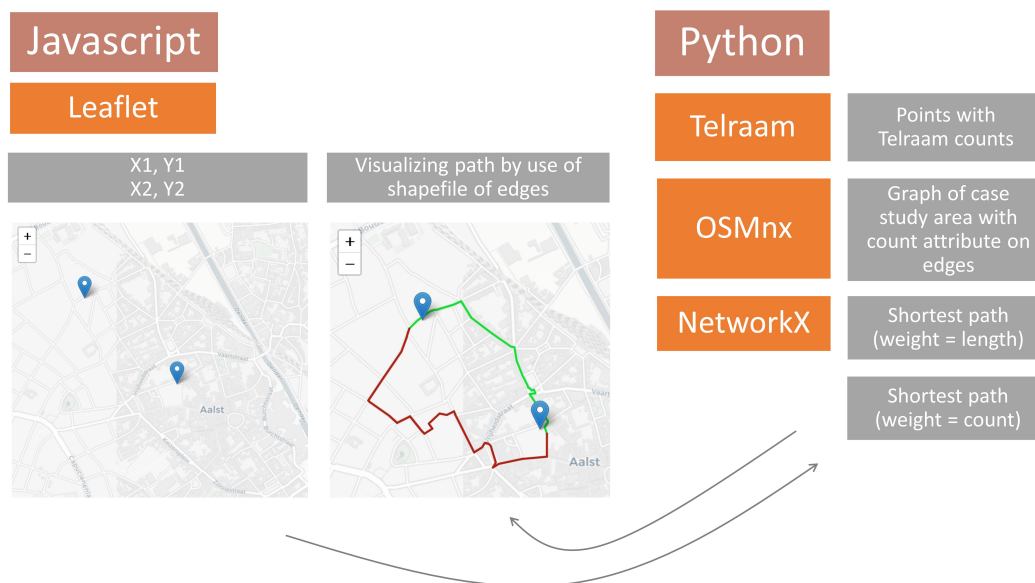 Javascript
Leaflet
X1, Y1
X2, Y2
Visualizing path by use of
shapefile of edges
+
−
Vaartstraat
Aalst
+
−
Aalst
Python
Telraam
Points with
Telraam counts
OSMnx
Graph of case
study area with
count attribute on
edges
NetworkX
Shortest path
(weight = length)
Shortest path
(weight = count)